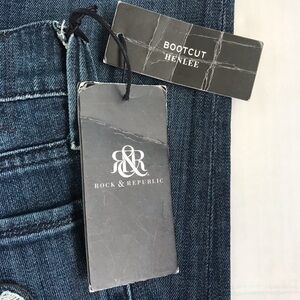 BOOTCUT
HENLEE
R&R
ROCK & REPUBLIC